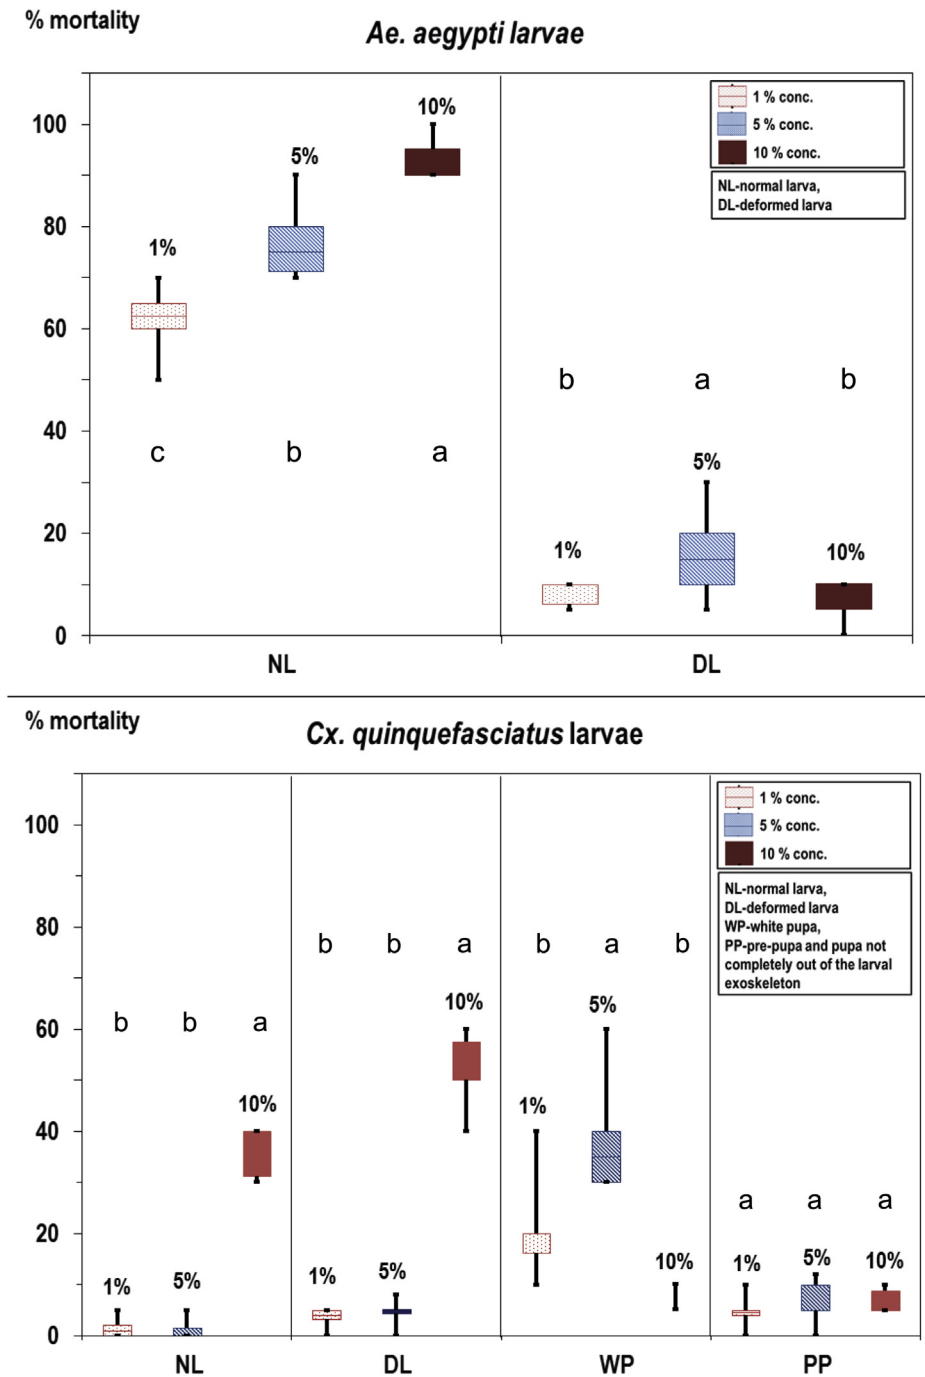 % mortality
Ae. aegypti larvae
1 % conc.
5 % conc.
10 % conc.
NL-normal larva,
DL-deformed larva
100
80
60
40
20
0
1%
5%
10%
c
b
a
b
a
b
1%
5%
10%
NL
DL
% mortality
Cx. quinquefasciatus larvae
1 % conc.
5 % conc.
10 % conc.
NL-normal larva,
DL-deformed larva
WP-white pupa,
PP-pre-pupa and pupa not
completely out of the larval
exoskeleton
100
80
60
40
20
0
b
b
a
1%
5%
10%
b
b
a
1%
5%
10%
b
a
b
1%
5%
10%
a
a
a
1%
5%
10%
NL
DL
WP
PP